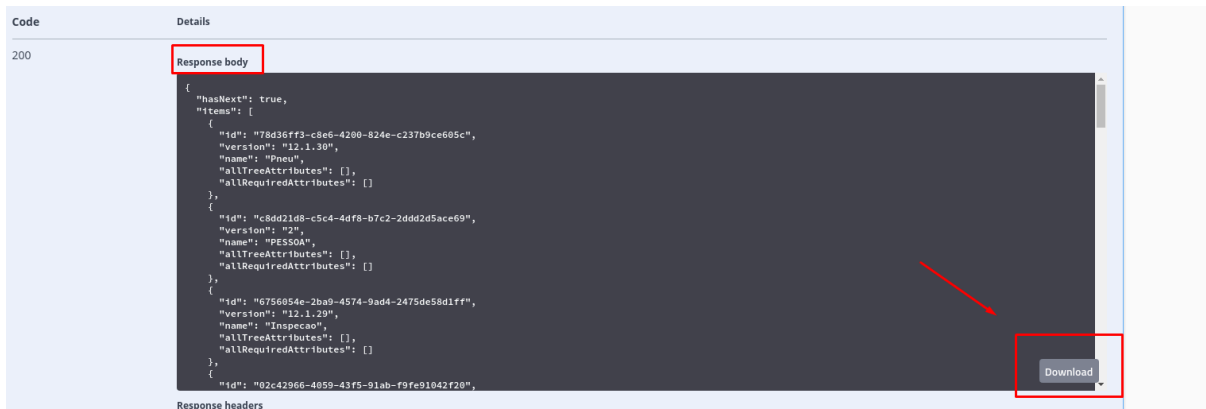 Code Details
200
Response body
{
"hasNext": true,
"items": [
{
"id": "78d36ff3-c8e6-4200-824e-c237b9ce605c",
"version": "12.1.30",
"name": "Pneu",
"allTreeAttributes": [],
"allRequiredAttributes": []
},
{
"id": "c8dd21d8-c5c4-4df8-b7c2-2ddd2d5ace69",
"version": "2",
"name": "PESSOA",
"allTreeAttributes": [],
"allRequiredAttributes": []
},
{
"id": "6756054e-2ba9-4574-9ad4-2475de58d1ff",
"version": "12.1.29",
"name": "Inspecao",
"allTreeAttributes": [],
"allRequiredAttributes": []
},
{
"id": "02c42966-4059-43f5-91ab-f9fe91042f20",
Download
Response headers